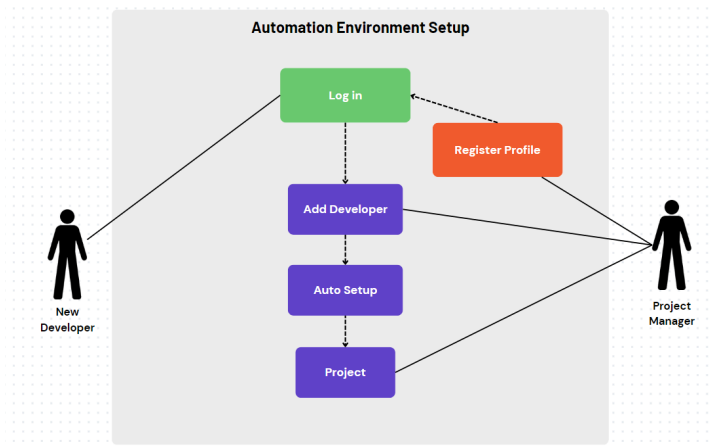 Automation Environment Setup
Log in
Register Profile
Add Developer
Auto Setup
Project
New
Developer
Project
Manager